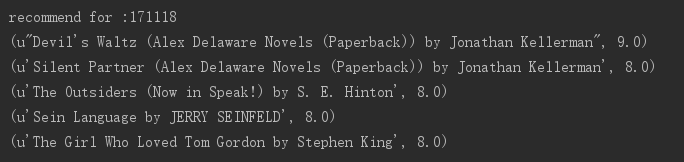 recommend for :171118
(u"Devil's Waltz (Alex Delaware Novels (Paperback)) by Jonathan Kellerman", 9.0)
(u'Silent Partner (Alex Delaware Novels (Paperback)) by Jonathan Kellerman', 8.0)
(u'The Outsiders (Now in Speak!) by S. E. Hinton', 8.0)
(u'Sein Language by JERRY SEINFELD', 8.0)
(u'The Girl Who Loved Tom Gordon by Stephen King', 8.0)